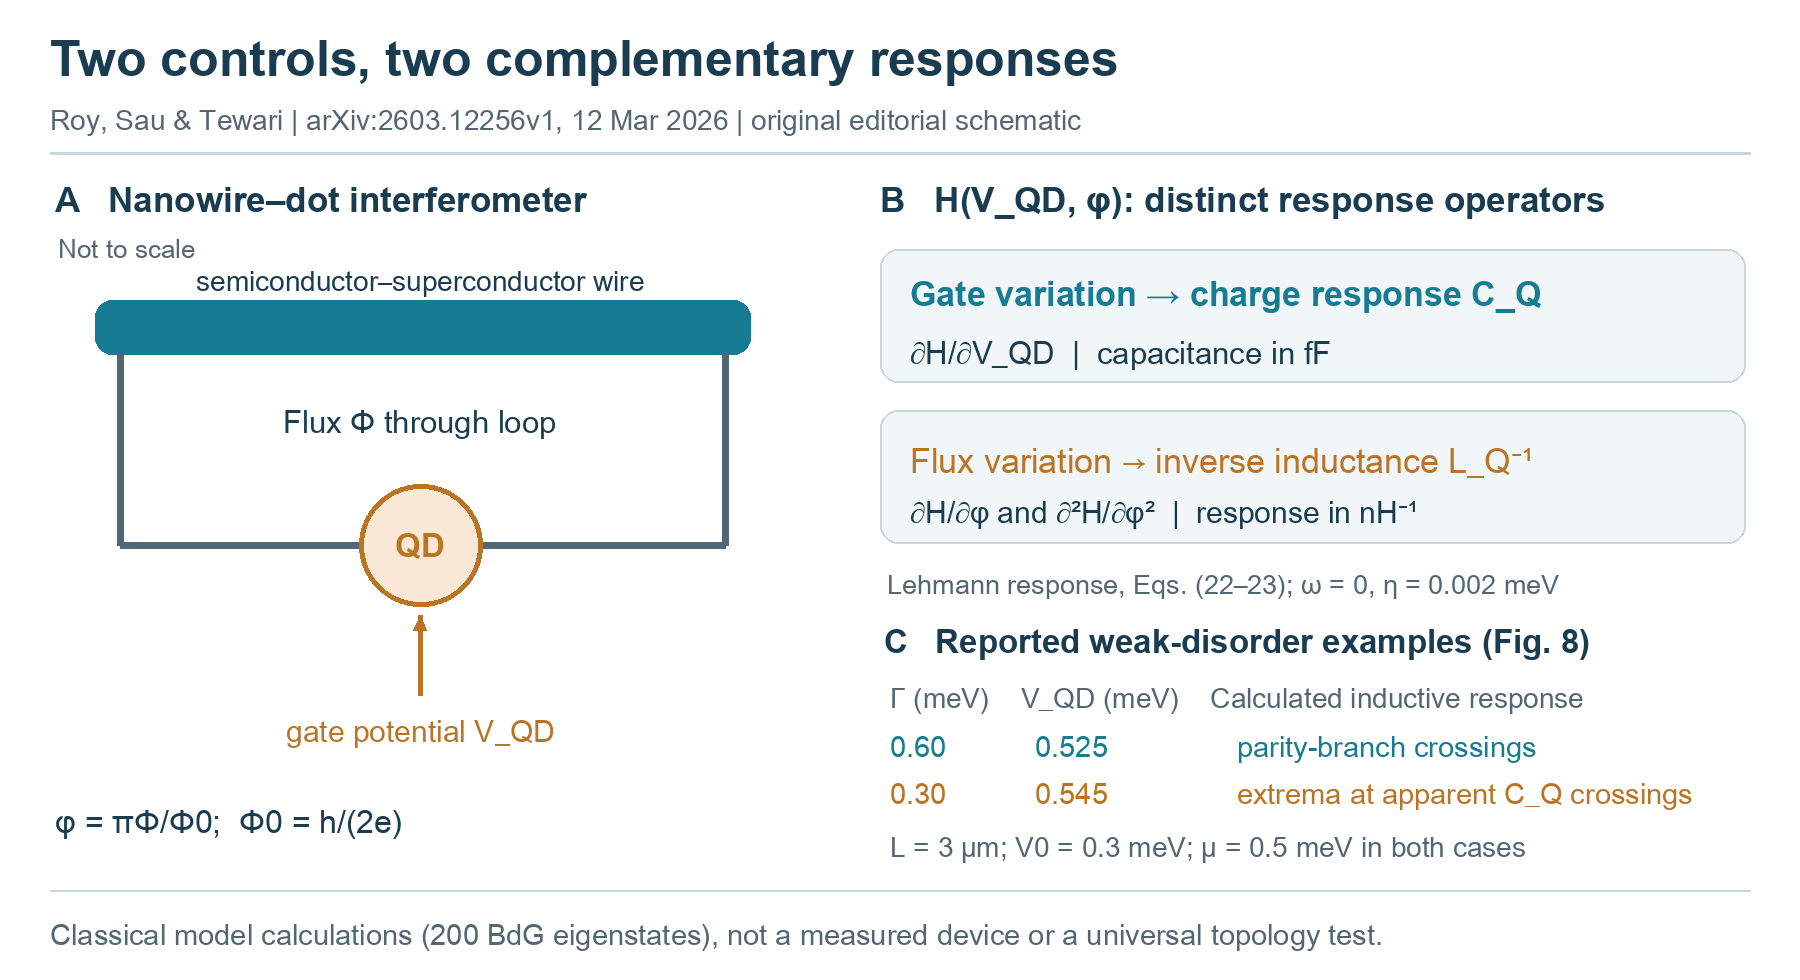 Two controls, two complementary responses
Roy, Sau & Tewari | arXiv:2603.12256v1, 12 Mar 2026 | original editorial schematic
A Nanowire–dot interferometer
Not to scale
semiconductor–superconductor wire
Flux Φ through loop
QD
gate potential V_QD
φ = πΦ/Φ0; Φ0 = h/(2e)
B H(V_QD, φ): distinct response operators
Gate variation → charge response C_Q
∂H/∂V_QD | capacitance in fF
Flux variation → inverse inductance L_Q⁻¹
∂H/∂φ and ∂²H/∂φ² | response in nH⁻¹
Lehmann response, Eqs. (22–23); ω = 0, η = 0.002 meV
C Reported weak-disorder examples (Fig. 8)
Γ (meV) V_QD (meV) Calculated inductive response
0.60 0.525 parity-branch crossings
0.30 0.545 extrema at apparent C_Q crossings
L = 3 µm; V0 = 0.3 meV; µ = 0.5 meV in both cases
Classical model calculations (200 BdG eigenstates), not a measured device or a universal topology test.